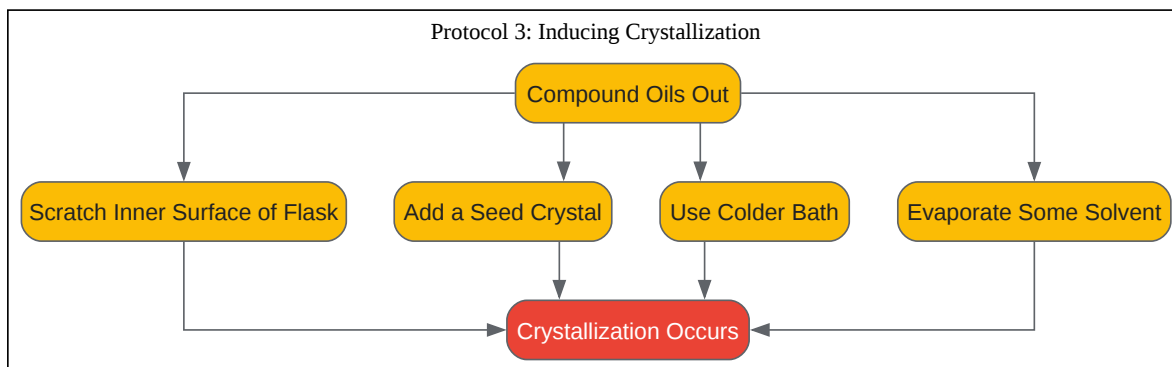 Protocol 3: Inducing Crystallization
Compound Oils Out
Scratch Inner Surface of Flask
Add a Seed Crystal
Use Colder Bath
Evaporate Some Solvent
Crystallization Occurs